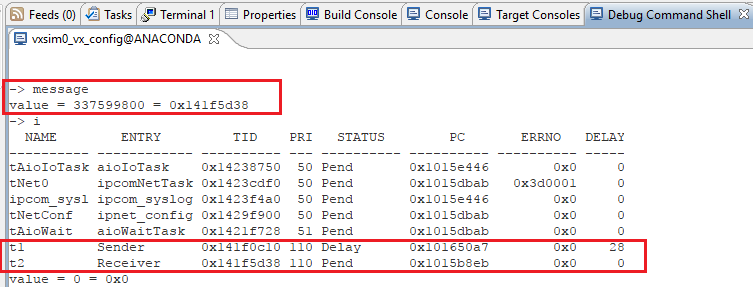 Feeds (0) Tasks Terminal 1 Properties Build Console Console Target Consoles Debug Command Shell
vxsim0_vx_config@ANACONDA
-> message
value = 337599800 = 0x141f5d38
-> i
NAME ENTRY TID PRI STATUS PC ERRNO DELAY
---------- ------------ ---------- --- ---------- ---------- ---------- -----
tAioIoTask aioIoTask 0x14238750 50 Pend 0x1015e446 0x0 0
tNet0 ipcomNetTask 0x1423cdf0 50 Pend 0x1015dbab 0x3d0001 0
ipcom_sysl ipcom_syslog 0x1423f4a0 50 Pend 0x1015e446 0x0 0
tNetConf ipnet_config 0x1429f900 50 Pend 0x1015dbab 0x0 0
tAioWait aioWaitTask 0x1421f728 51 Pend 0x1015dbab 0x0 0
t1 Sender 0x141f0c10 110 Delay 0x101650a7 0x0 28
t2 Receiver 0x141f5d38 110 Pend 0x1015b8eb 0x0 0
value = 0 = 0x0